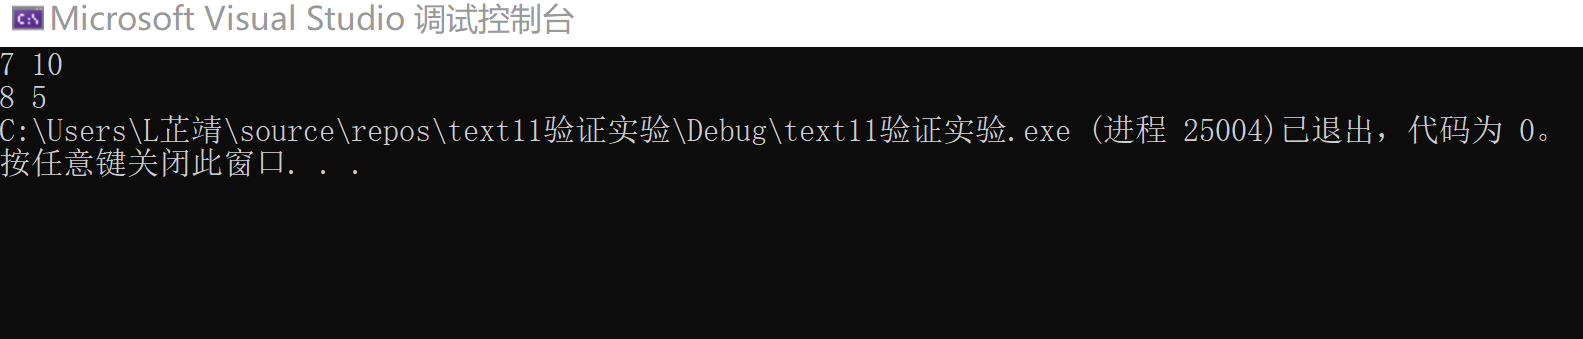 Microsoft Visual Studio 调试控制台
7 10
8 5
C:\Users\L芷靖\source\repos\text11验证实验\Debug\text11验证实验.exe (进程 25004)已退出，代码为 0。
按任意键关闭此窗口. . .